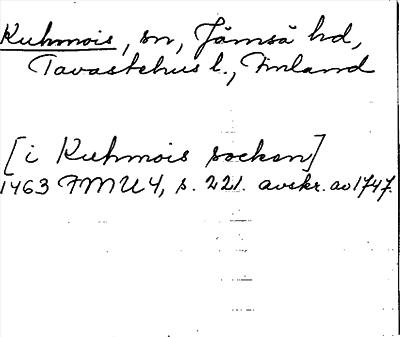 Kuhmois, sn, Jämsä hd,
Tavastehus l., Finland
[i Kuhmois socken]
1463 FMU 4, s. 221. avskr. av 1747.